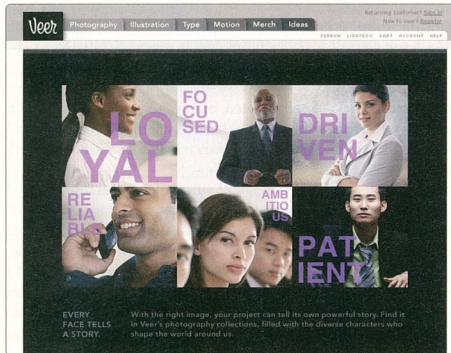 Veer
Photography
Illustration
Type
Motion
Merch
Ideas
Returning customer? Sign in
New to Veer? Register
CART ACCOUNT HELP
LO
YAL
FO
CU
SED
DRI
VEN
RE
LIA
BLE
AMB
ITIO
US
PAT
IENT
EVERY
FACE TELLS
A STORY.
With the right image, your project can tell its own powerful story. Find it
in Veer's photography collections, filled with the diverse characters who
shape the world around us.